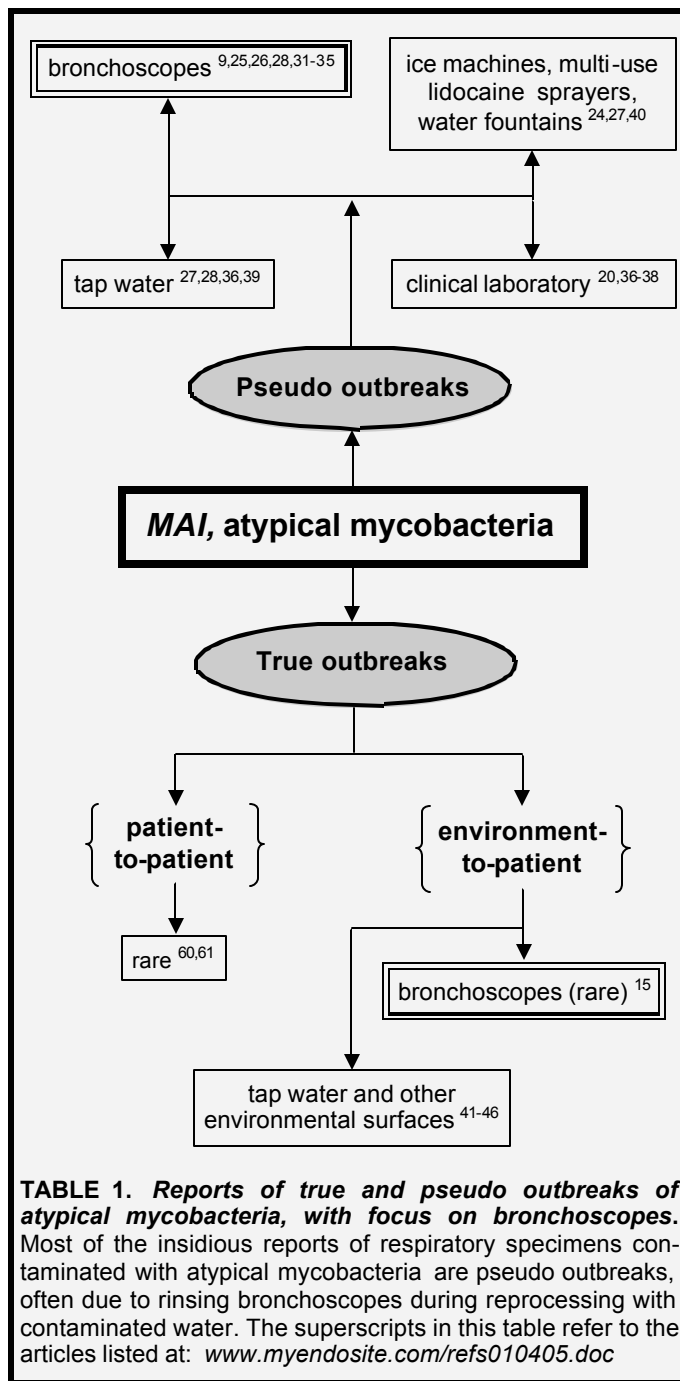 bronchoscopes 9,25,26,28,31-35
ice machines, multi-use
lidocaine sprayers,
water fountains 24,27,40
tap water 27,28,36,39
clinical laboratory 20,36-38
Pseudo outbreaks
MAI, atypical mycobacteria
True outbreaks
patient-
to-patient
environment-
to-patient
rare 60,61
bronchoscopes (rare) 15
tap water and other
environmental surfaces 41-46
TABLE 1. Reports of true and pseudo outbreaks of
atypical mycobacteria, with focus on bronchoscopes.
Most of the insidious reports of respiratory specimens con-
taminated with atypical mycobacteria are pseudo outbreaks,
often due to rinsing bronchoscopes during reprocessing with
contaminated water. The superscripts in this table refer to the
articles listed at: www.myendosite.com/refs010405.doc